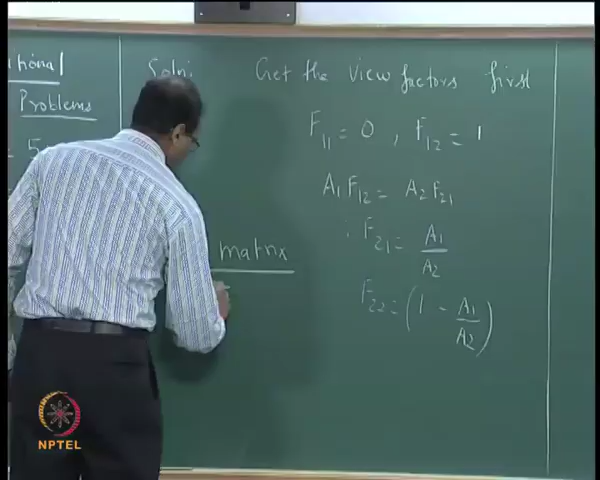 Problems
5
Soln:
Get the view factors first
F₁₁ = 0 , F₁₂ = 1
A₁ F₁₂ = A₂ F₂₁
∴ F₂₁ = A₁/A₂
F₂₂ = (1 - A₁/A₂)
matrix
NPTEL